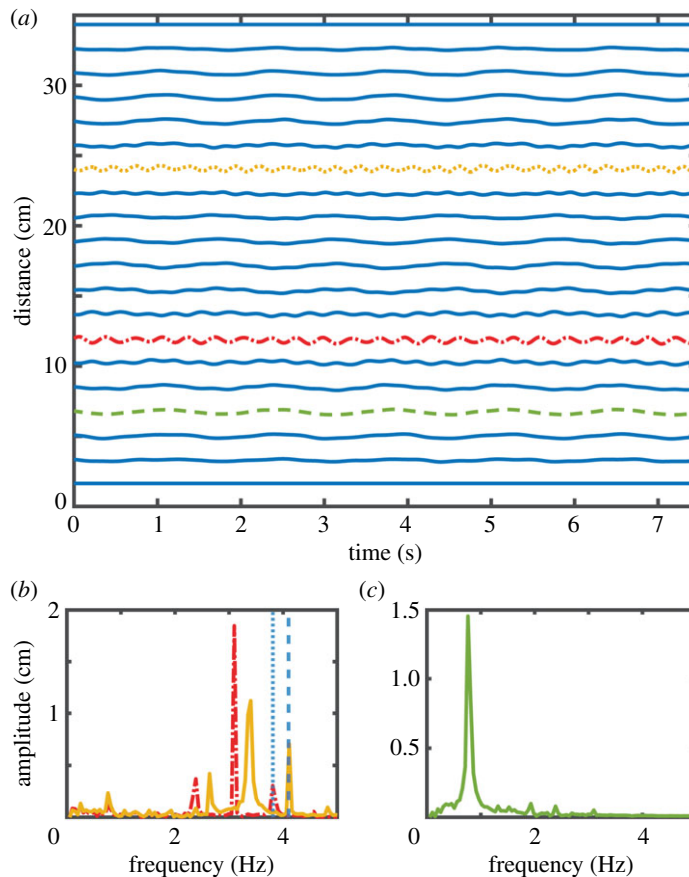 (a)
30
20
10
0
distance (cm)
0 1 2 3 4 5 6 7
time (s)
(b)
2
1
0 2 4
amplitude (cm)
frequency (Hz)
(c)
1.5
1.0
0.5
0 2 4
frequency (Hz)